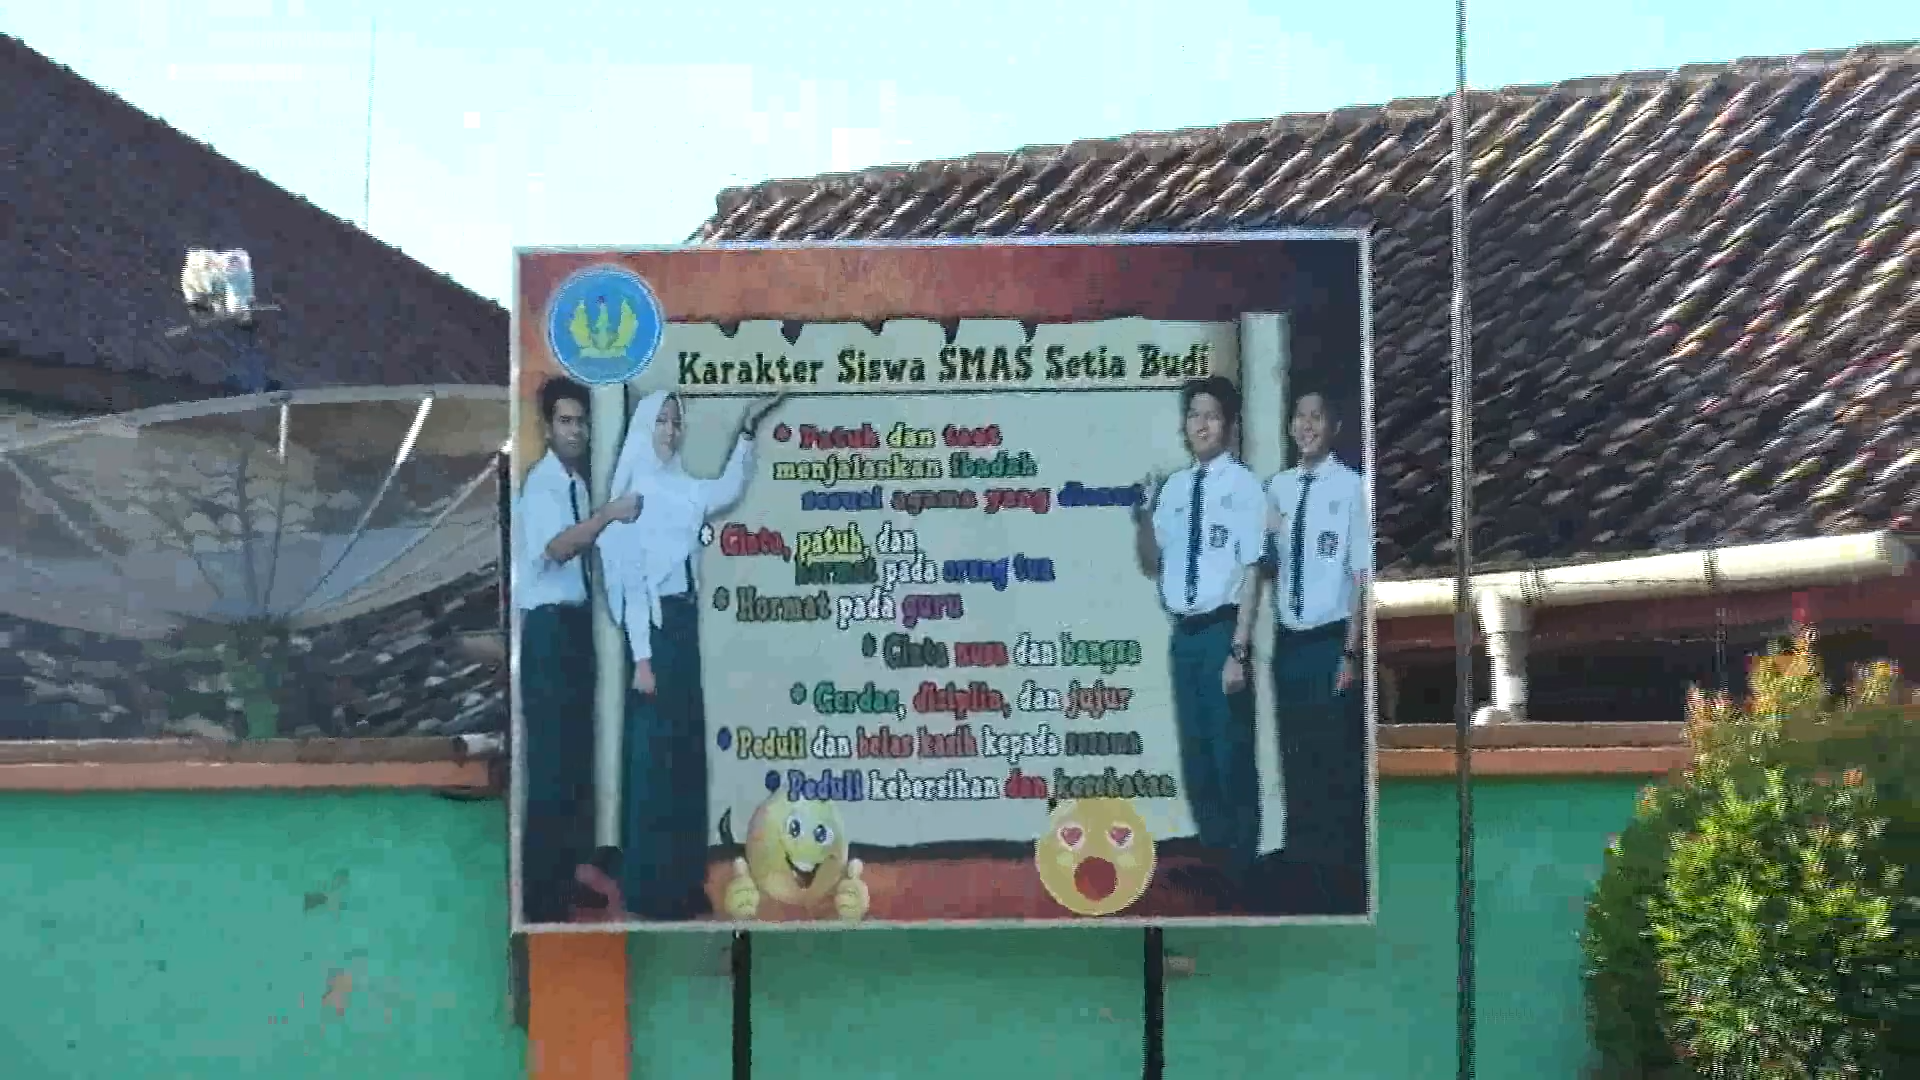 Karakter Siswa SMAS Setia Budi
* Patuh dan taat
menjalankan ibadah
sesuai agama yang dianut
* Cinta, patuh, dan
hormat pada orang tua
* Hormat pada guru
* Cinta nusa dan bangsa
* Cerdas, disiplin, dan jujur
* Peduli dan belas kasih kepada sesama
* Peduli kebersihan dan kesehatan